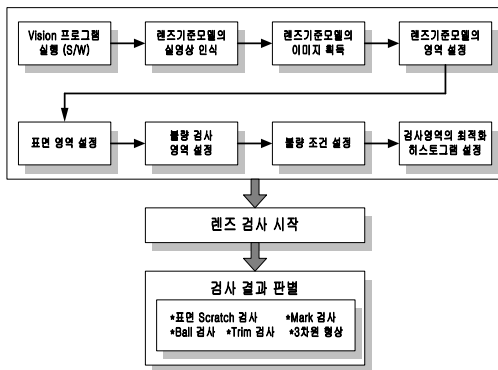 Vision 프로그램
실행 (S/W)
렌즈기준모델의
실영상 인식
렌즈기준모델의
이미지 획득
렌즈기준모델의
영역 설정
표면 영역 설정
불량 검사
영역 설정
불량 조건 설정
검사영역의 최적화
히스토그램 설정
렌즈 검사 시작
검사 결과 판별
*표면 Scratch 검사 *Mark 검사
*Ball 검사 *Trim 검사 *3차원 형상